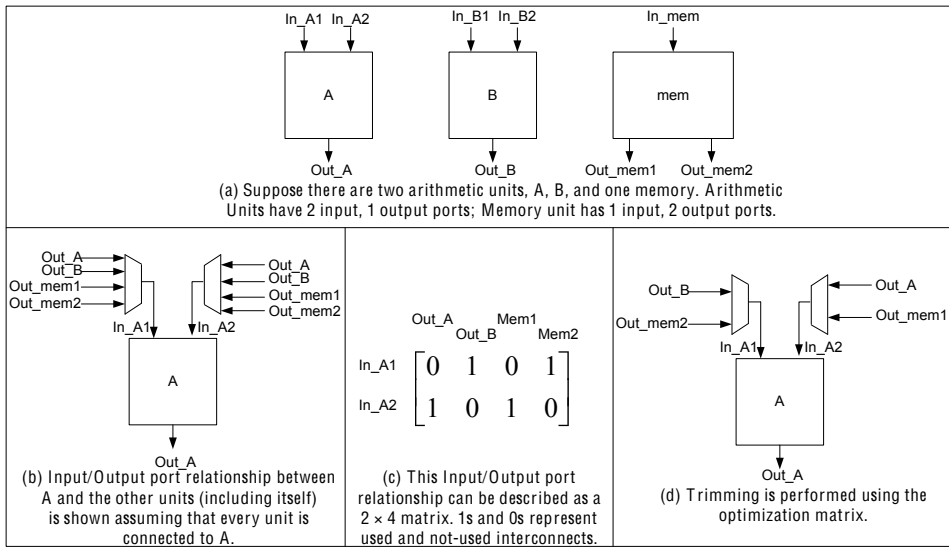 In_A1 In_A2 In_B1 In_B2 In_mem
A B mem
Out_A Out_B Out_mem1 Out_mem2
(a) Suppose there are two arithmetic units, A, B, and one memory. Arithmetic
Units have 2 input, 1 output ports; Memory unit has 1 input, 2 output ports.
Out_A
Out_B
Out_mem1
Out_mem2
Out_A
Out_B
Out_mem1
Out_mem2
In_A1 In_A2
A
Out_A
(b) Input/Output port relationship between
A and the other units (including itself)
is shown assuming that every unit is
connected to A.
Out_A Mem1
Out_B Mem2
In_A1 0 1 0 1
In_A2 1 0 1 0
(c) This Input/Output port
relationship can be described as a
2 × 4 matrix. 1s and 0s represent
used and not-used interconnects.
Out_B
Out_mem2
Out_A
Out_mem1
In_A1 In_A2
A
Out_A
(d) Trimming is performed using the
optimization matrix.